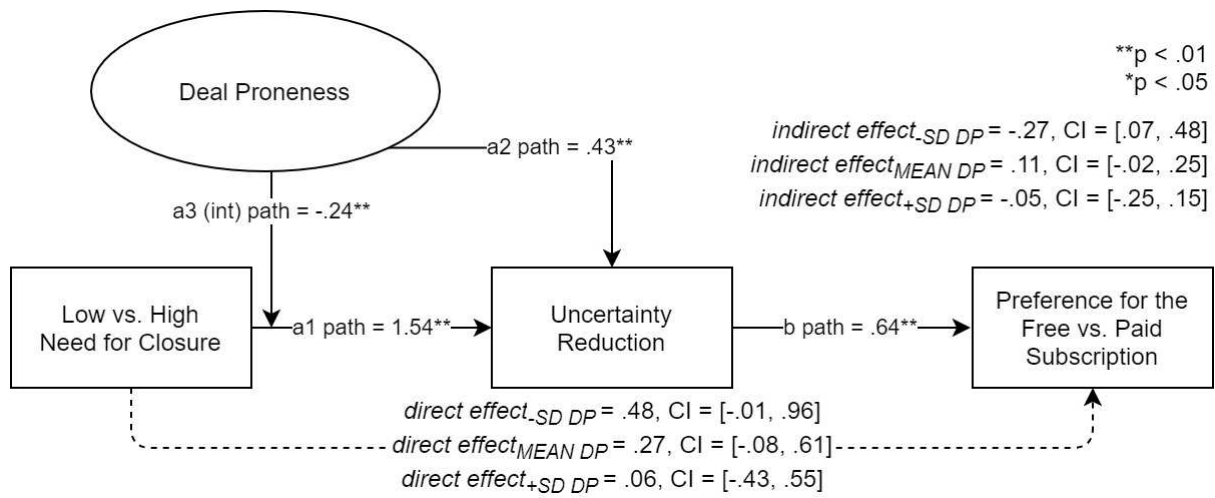 Deal Proneness
**p < .01
*p < .05
a2 path = .43**
indirect effect-SD DP = -.27, CI = [.07, .48]
indirect effectMEAN DP = .11, CI = [-.02, .25]
indirect effect+SD DP = -.05, CI = [-.25, .15]
a3 (int) path = -.24**
Low vs. High
Need for Closure
a1 path = 1.54**
Uncertainty
Reduction
b path = .64**
Preference for the
Free vs. Paid
Subscription
direct effect-SD DP = .48, CI = [-.01, .96]
direct effectMEAN DP = .27, CI = [-.08, .61]
direct effect+SD DP = .06, CI = [-.43, .55]